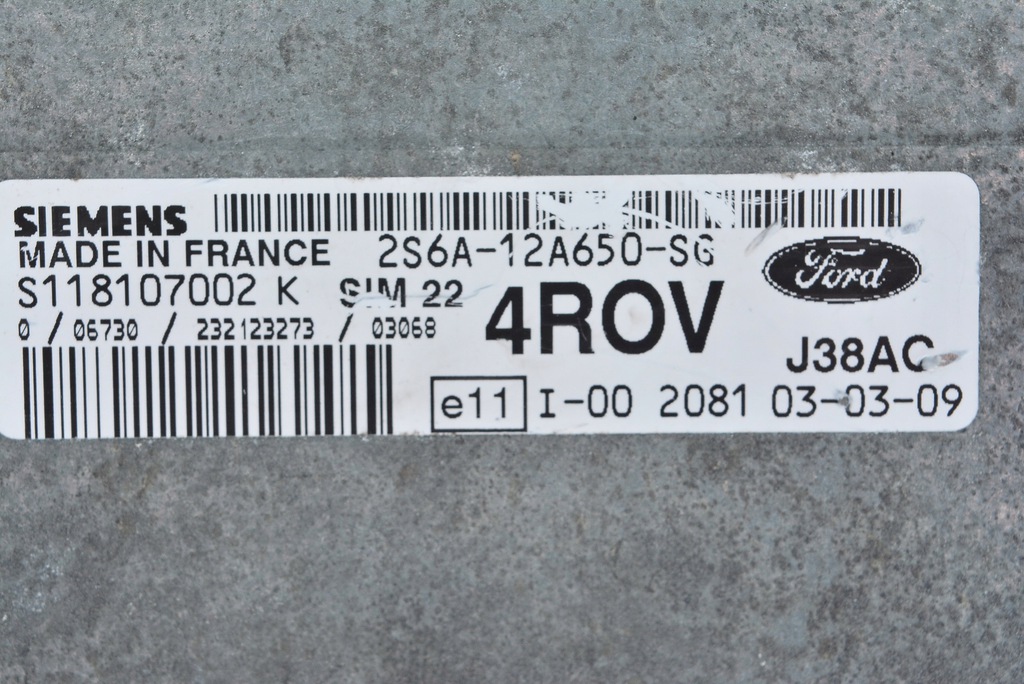 SIEMENS
MADE IN FRANCE 2S6A-12A650-SG
Ford
S118107002 K SIM 22
4ROV
0 / 06730 / 232123273 / 03068
J38AC
e11 I-00 2081 03-03-09